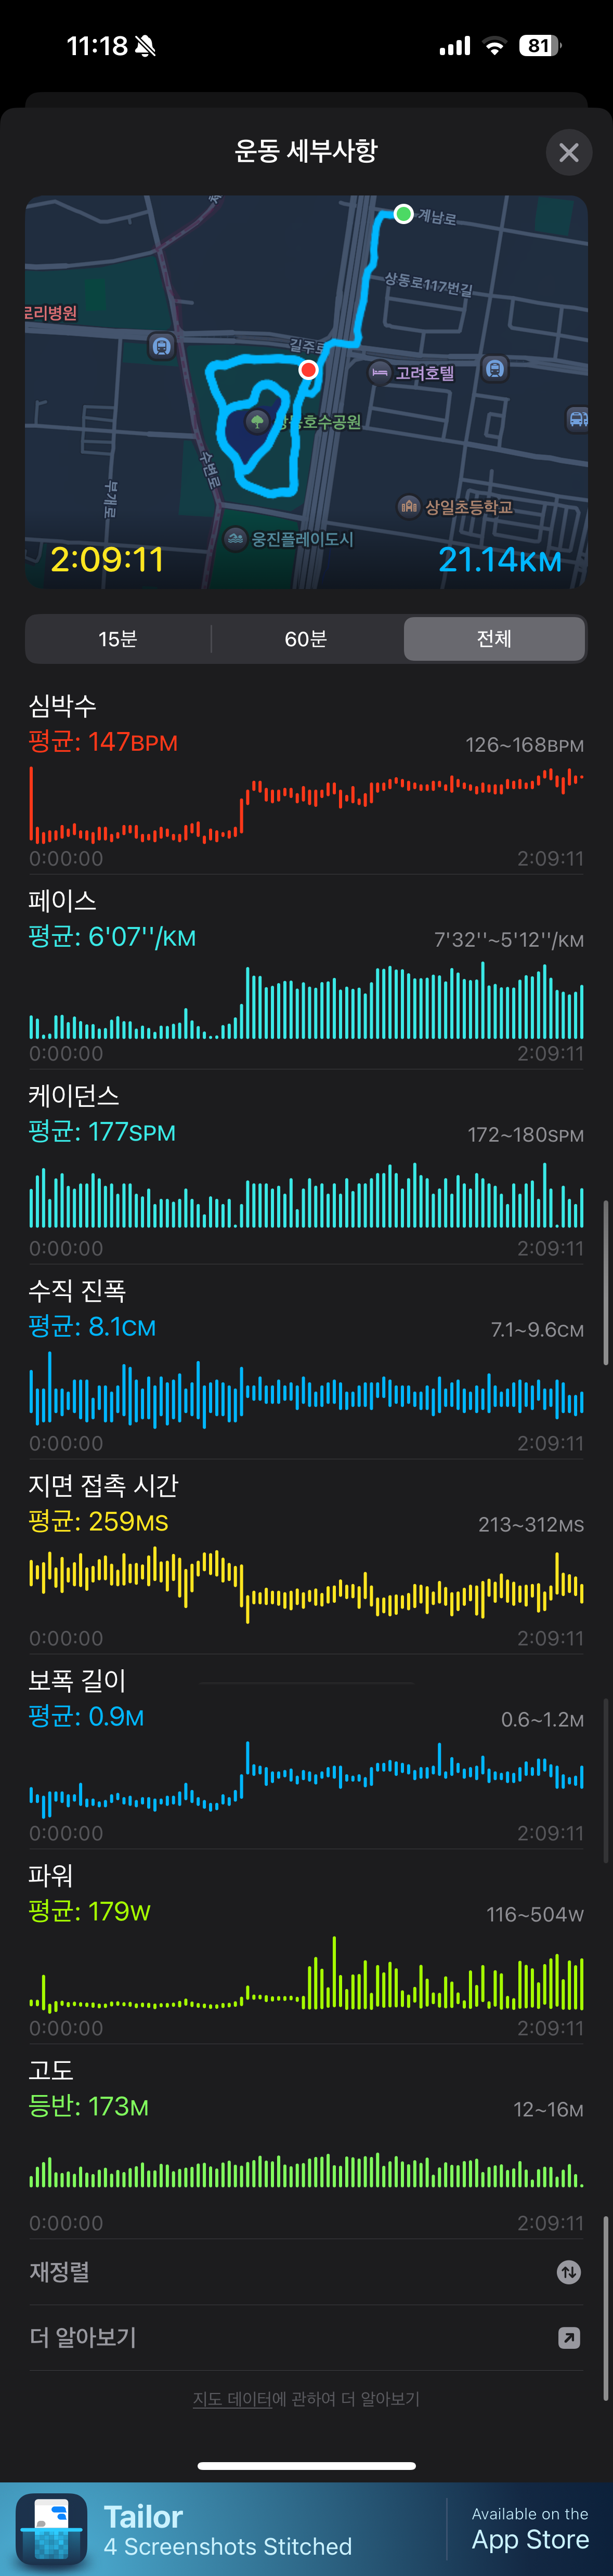 11:18
81
운동 세부사항
계남로
상동로117번길
로리병원
길주로
고려호텔
상동호수공원
수변로
부개로
상일초등학교
웅진플레이도시
2:09:11
21.14KM
15분
60분
전체
심박수
평균: 147BPM
126~168BPM
0:00:00
2:09:11
페이스
평균: 6'07''/KM
7'32''~5'12''/KM
0:00:00
2:09:11
케이던스
평균: 177SPM
172~180SPM
0:00:00
2:09:11
수직 진폭
평균: 8.1CM
7.1~9.6CM
0:00:00
2:09:11
지면 접촉 시간
평균: 259MS
213~312MS
0:00:00
2:09:11
보폭 길이
평균: 0.9M
0.6~1.2M
0:00:00
2:09:11
파워
평균: 179W
116~504W
0:00:00
2:09:11
고도
등반: 173M
12~16M
0:00:00
2:09:11
재정렬
더 알아보기
지도 데이터에 관하여 더 알아보기
Tailor
4 Screenshots Stitched
Available on the
App Store